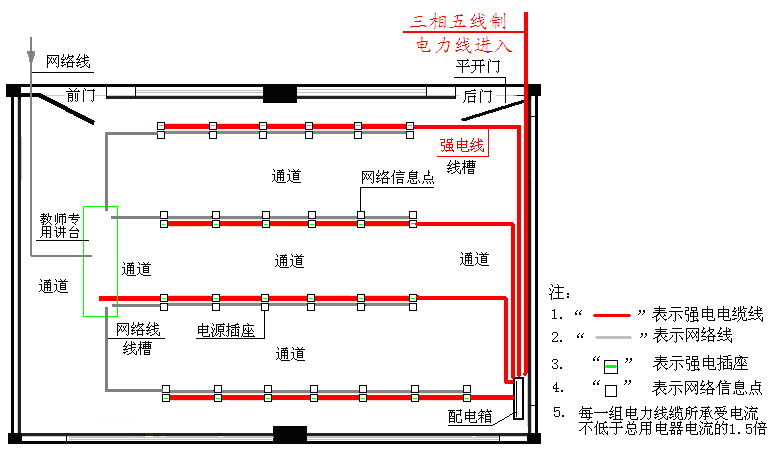 三相五线制
电力线进入
网络线
平开门
前门
后门
强电线
线槽
通道
网络信息点
教师专
用讲台
通道
通道
通道
通道
网络线
线槽
电源插座
通道
配电箱
注:
1. “ ” 表示强电电缆线
2. “ ” 表示网络线
3. “ ” 表示强电插座
4. “ ” 表示网络信息点
5. 每一组电力线缆所承受电流
不低于总用电器电流的1.5倍